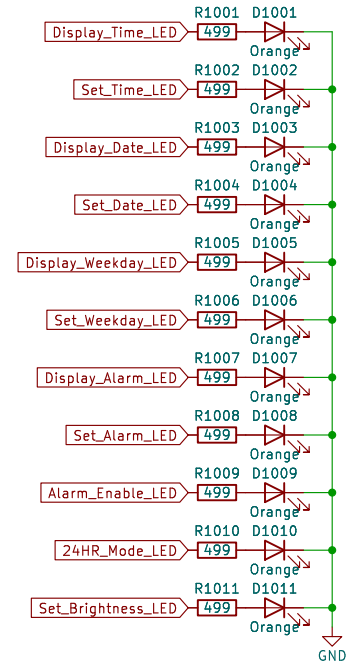 R1001 D1001
Display_Time_LED 499
Orange
R1002 D1002
Set_Time_LED 499
Orange
R1003 D1003
Display_Date_LED 499
Orange
R1004 D1004
Set_Date_LED 499
Orange
R1005 D1005
Display_Weekday_LED 499
Orange
R1006 D1006
Set_Weekday_LED 499
Orange
R1007 D1007
Display_Alarm_LED 499
Orange
R1008 D1008
Set_Alarm_LED 499
Orange
R1009 D1009
Alarm_Enable_LED 499
Orange
R1010 D1010
24HR_Mode_LED 499
Orange
R1011 D1011
Set_Brightness_LED 499
Orange
GND